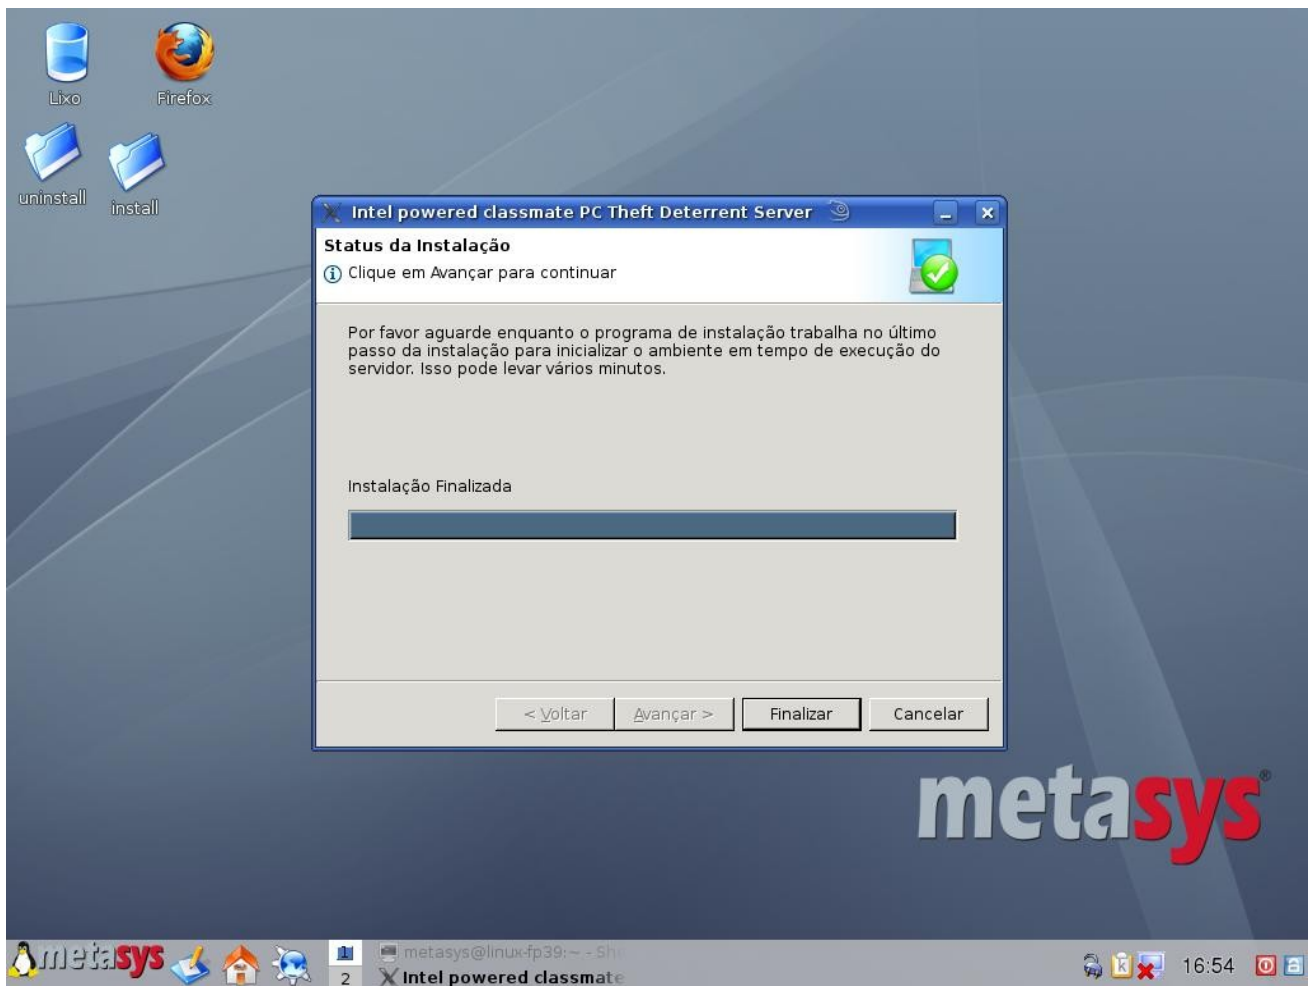 Lixo
Firefox
uninstall
install
Intel powered classmate PC Theft Deterrent Server
Status da Instalação
Clique em Avançar para continuar
Por favor aguarde enquanto o programa de instalação trabalha no último
passo da instalação para inicializar o ambiente em tempo de execução do
servidor. Isso pode levar vários minutos.
Instalação Finalizada
< Voltar
Avançar >
Finalizar
Cancelar
metasys®
metasys
1
2
metasys@linux-fp39:~ - Sh
Intel powered classmate
16:54